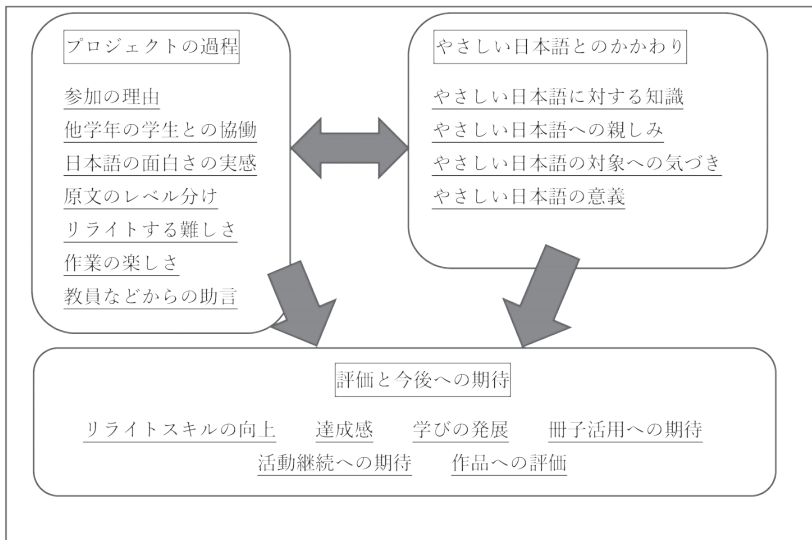 プロジェクトの過程
参加の理由
他学年の学生との協働
日本語の面白さの実感
原文のレベル分け
リライトする難しさ
作業の楽しさ
教員などからの助言
やさしい日本語とのかかわり
やさしい日本語に対する知識
やさしい日本語への親しみ
やさしい日本語の対象への気づき
やさしい日本語の意義
評価と今後への期待
リライトスキルの向上 達成感 学びの発展 冊子活用への期待
活動継続への期待 作品への評価